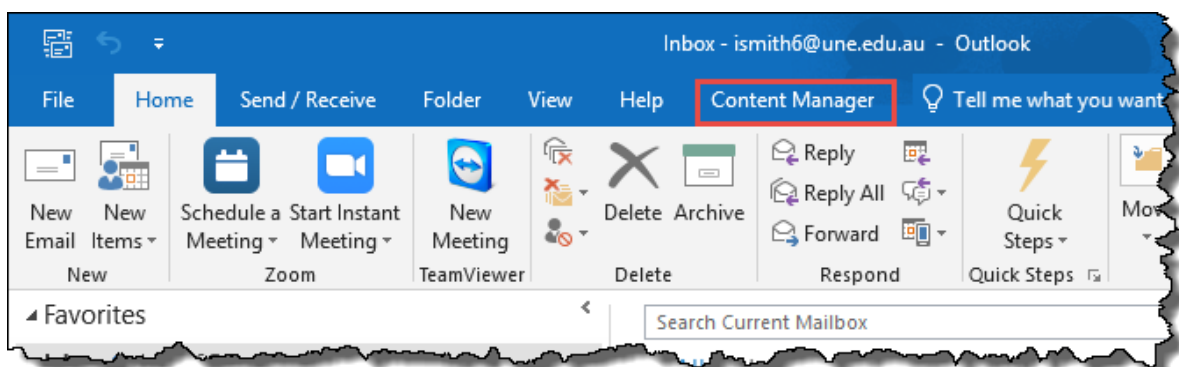 Inbox - ismith6@une.edu.au - Outlook
File Home Send / Receive Folder View Help Content Manager Tell me what you want
New Email
New Items
New
Schedule a Meeting
Start Instant Meeting
Zoom
New Meeting
TeamViewer
Delete Archive
Delete
Reply
Reply All
Forward
Respond
Quick Steps
Quick Steps
Favorites
Search Current Mailbox